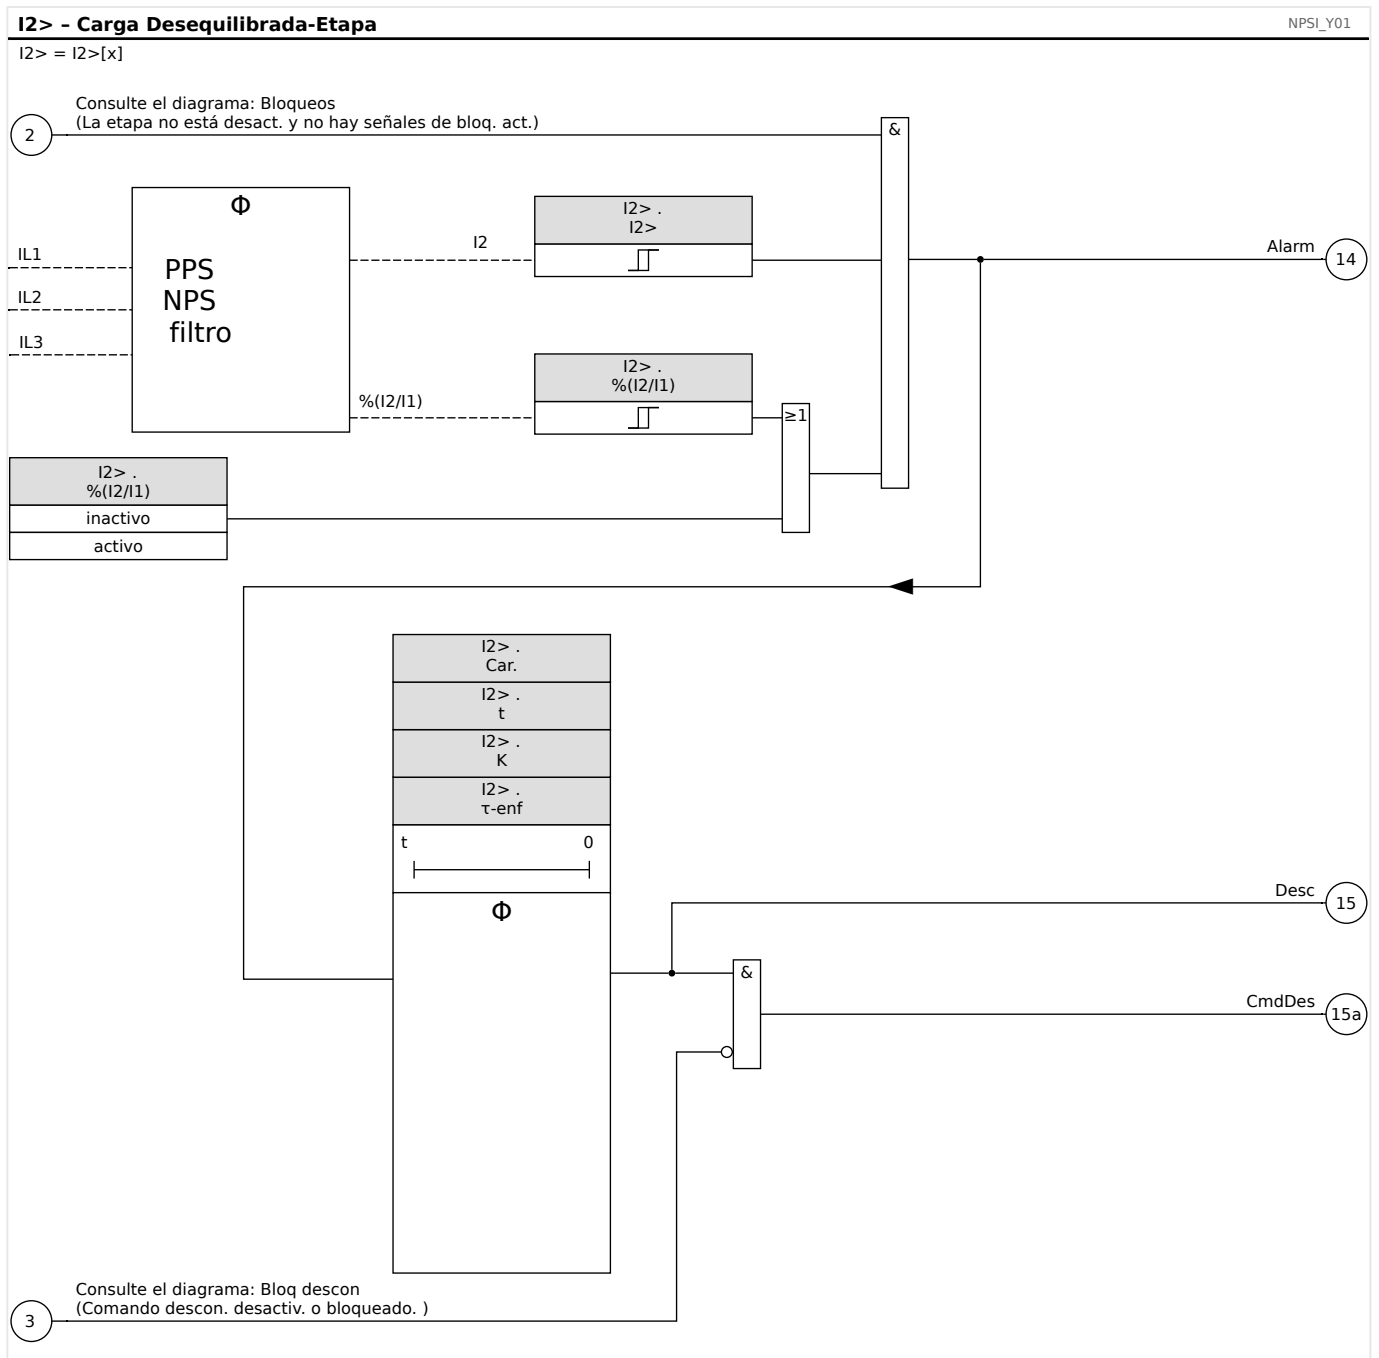 I2> – Carga Desequilibrada-Etapa
NPSI_Y01
I2> = I2>[x]
Consulte el diagrama: Bloqueos
(La etapa no está desact. y no hay señales de bloq. act.)
2
&
Φ
PPS
NPS
filtro
IL1
IL2
IL3
I2
I2> .
I2>
Alarm
14
%(I2/I1)
I2> .
%(I2/I1)
≥1
I2> .
%(I2/I1)
inactivo
activo
I2> .
Car.
I2> .
t
I2> .
K
I2> .
τ-enf
t 0
Φ
Desc
15
&
CmdDes
15a
Consulte el diagrama: Bloq descon
(Comando descon. desactiv. o bloqueado. )
3